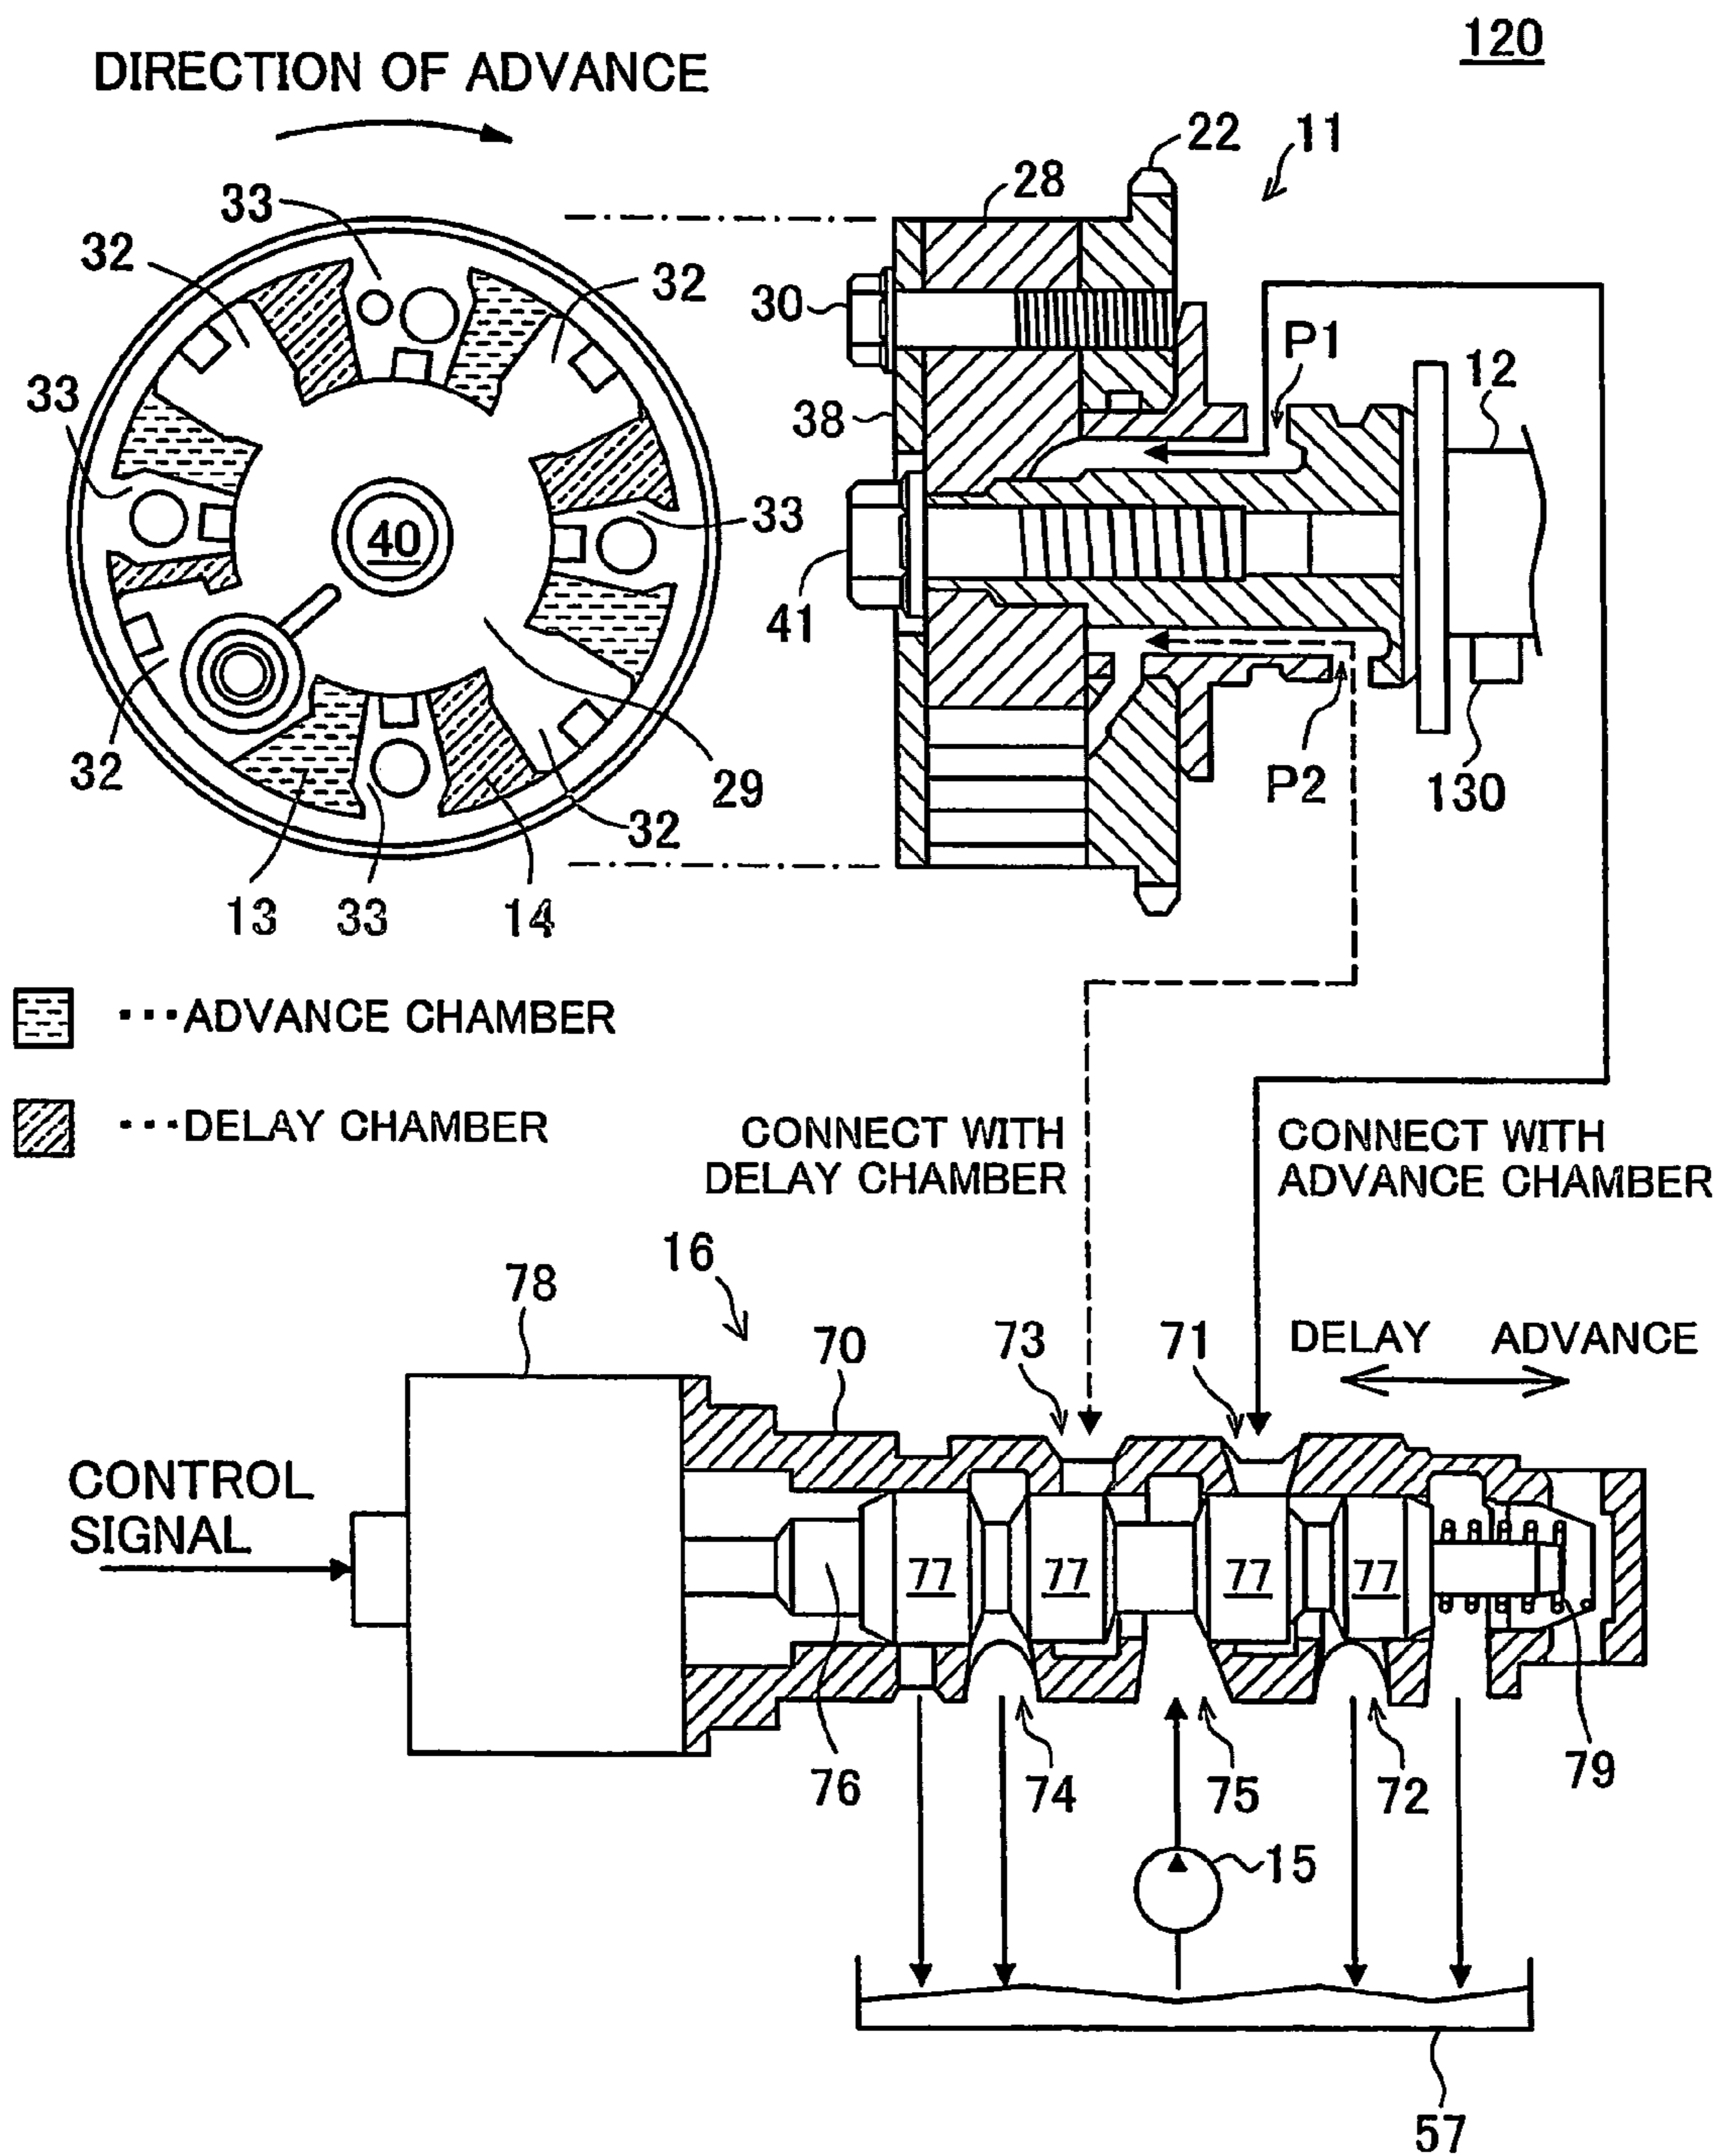 120
DIRECTION OF ADVANCE
22
11
28
33
32
32
30
P1
12
33
38
33
33
40
41
32
29
P2
130
32
13
33
14
···ADVANCE CHAMBER
···DELAY CHAMBER
CONNECT WITH
DELAY CHAMBER
CONNECT WITH
ADVANCE CHAMBER
16
78
70
73
71
DELAY
ADVANCE
CONTROL
SIGNAL
77
77
77
77
76
74
75
72
79
15
57